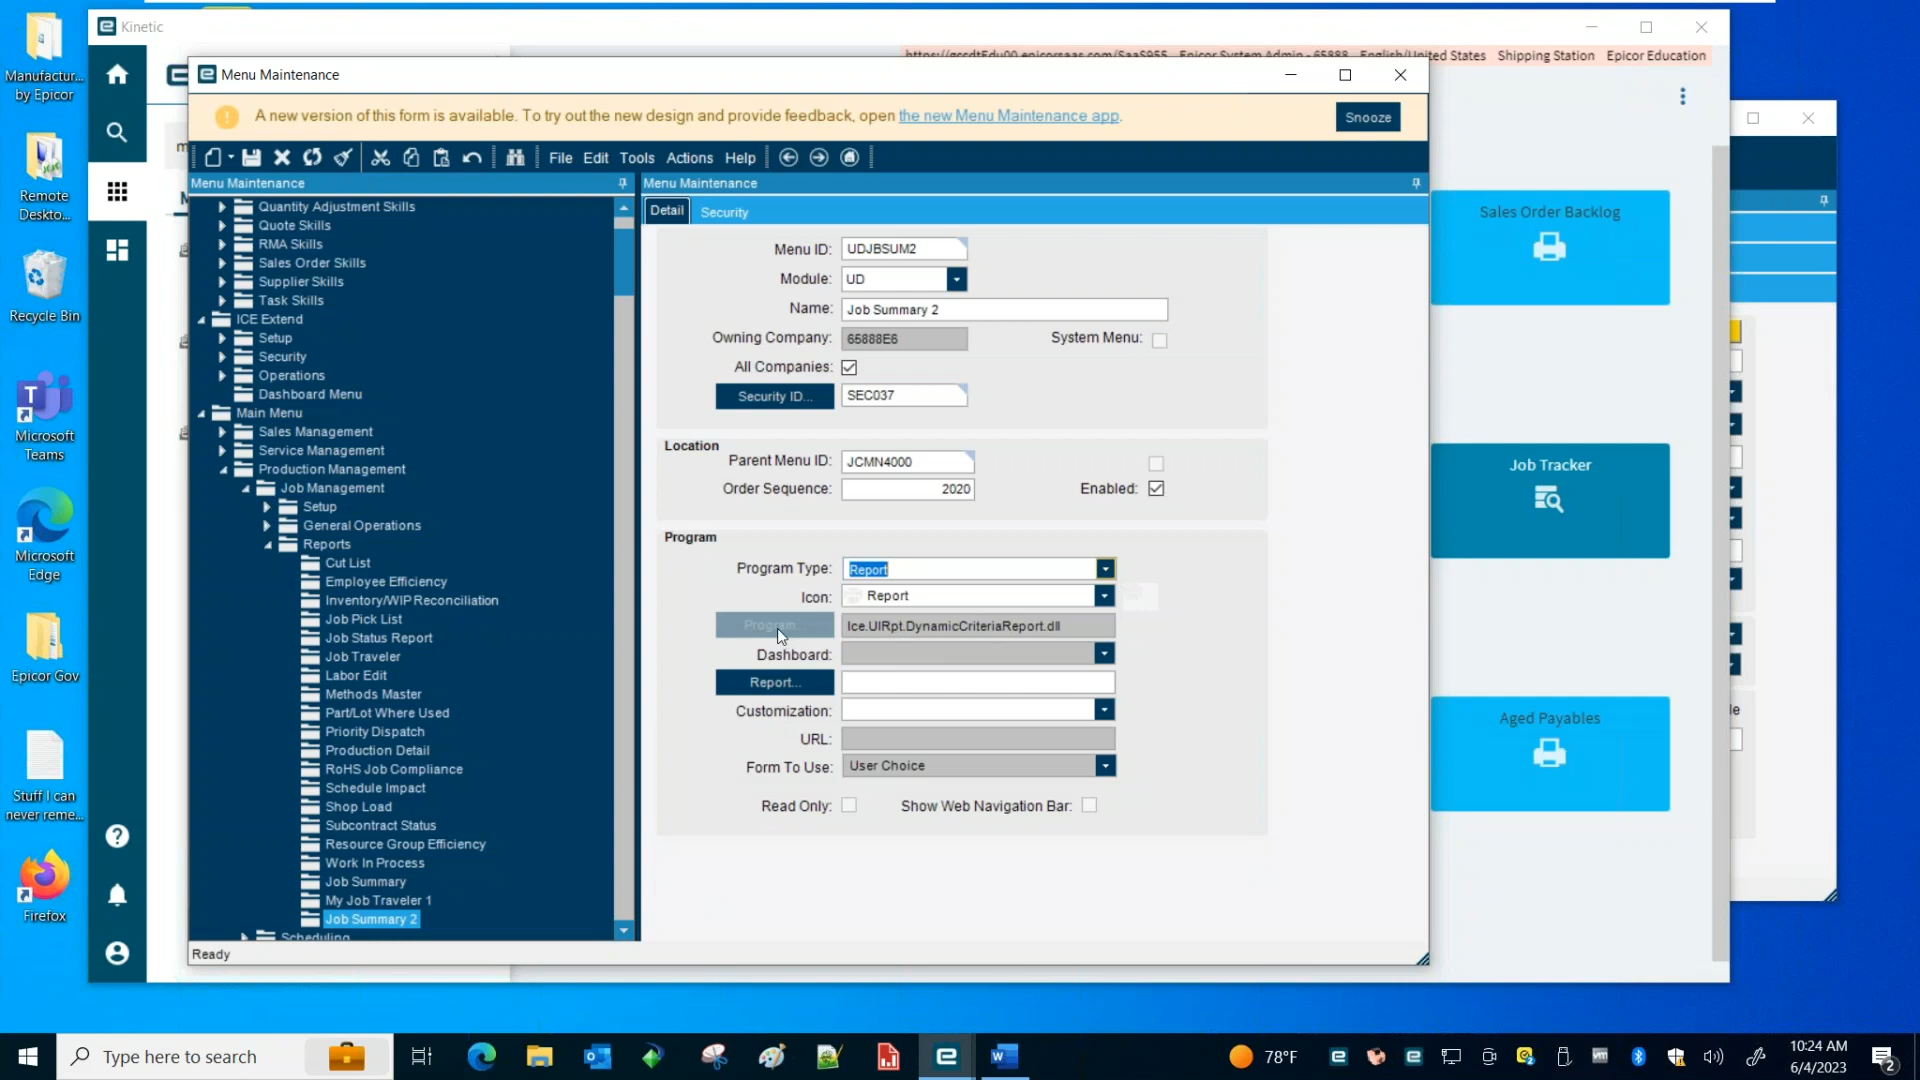 Manufactur...
by Epicor
Remote
Deskto...
Recycle Bin
Microsoft
Teams
Microsoft
Edge
Epicor Gov
Stuff I can
never reme...
Firefox
Kinetic
English/United States Shipping Station Epicor Education
Menu Maintenance
A new version of this form is available. To try out the new design and provide feedback, open the new Menu Maintenance app.
Snooze
File Edit Tools Actions Help
Menu Maintenance
Quantity Adjustment Skills
Quote Skills
RMA Skills
Sales Order Skills
Supplier Skills
Task Skills
ICE Extend
Setup
Security
Operations
Dashboard Menu
Main Menu
Sales Management
Service Management
Production Management
Job Management
Setup
General Operations
Reports
Cut List
Employee Efficiency
Inventory/WIP Reconciliation
Job Pick List
Job Status Report
Job Traveler
Labor Edit
Methods Master
Part/Lot Where Used
Priority Dispatch
Production Detail
RoHS Job Compliance
Schedule Impact
Shop Load
Subcontract Status
Resource Group Efficiency
Work In Process
Job Summary
My Job Traveler 1
Job Summary 2
Scheduling
Ready
Menu Maintenance
Detail Security
Menu ID: UDJBSUM2
Module: UD
Name: Job Summary 2
Owning Company: 65888E6 System Menu:
All Companies:
Security ID... SEC037
Location
Parent Menu ID: JCMN4000
Order Sequence: 2020 Enabled:
Program
Program Type: Report
Icon: Report
Program... Ice.UIRpt.DynamicCriteriaReport.dll
Dashboard:
Report...
Customization:
URL:
Form To Use: User Choice
Read Only: Show Web Navigation Bar:
Sales Order Backlog
Job Tracker
Aged Payables
le
Type here to search
78°F
10:24 AM
6/4/2023
2